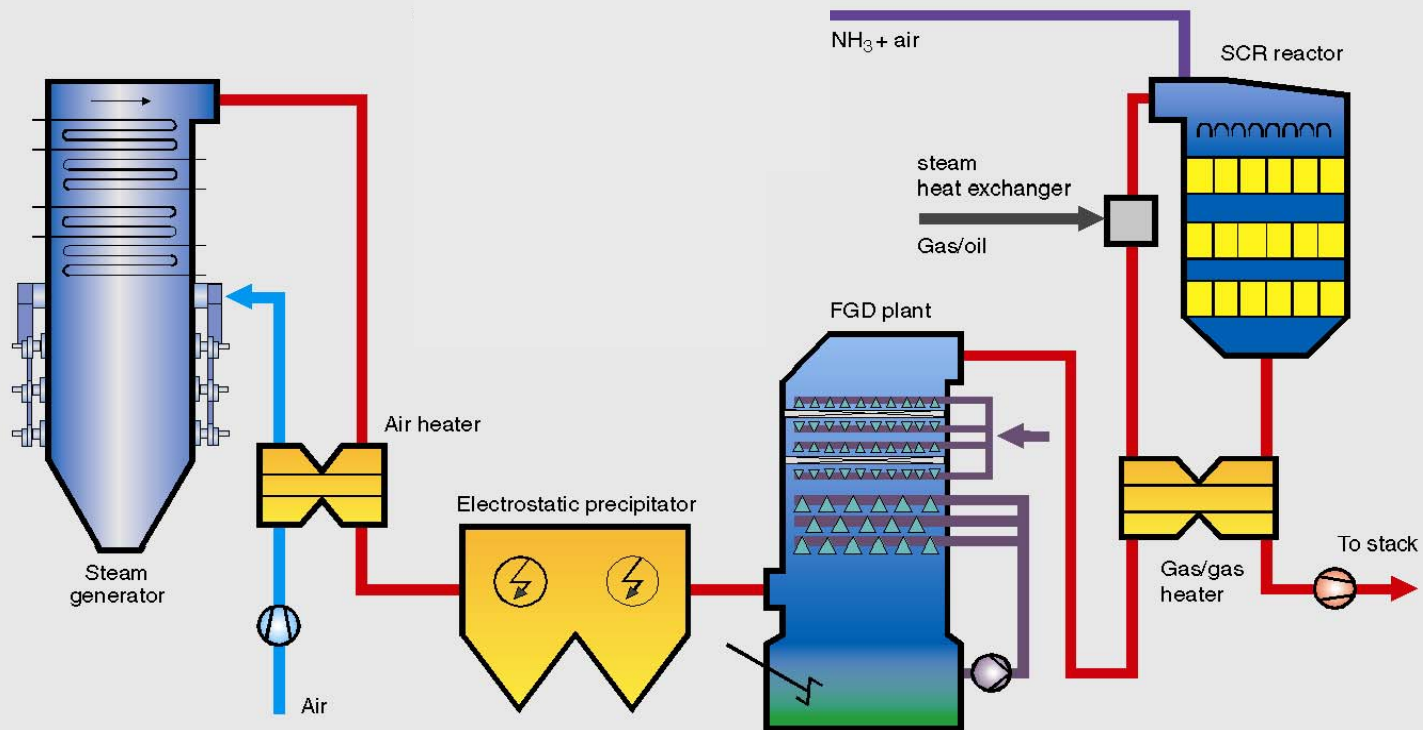 NH₃ + air
SCR reactor
steam
heat exchanger
Gas/oil
FGD plant
Air heater
Electrostatic precipitator
To stack
Gas/gas
heater
Steam
generator
Air